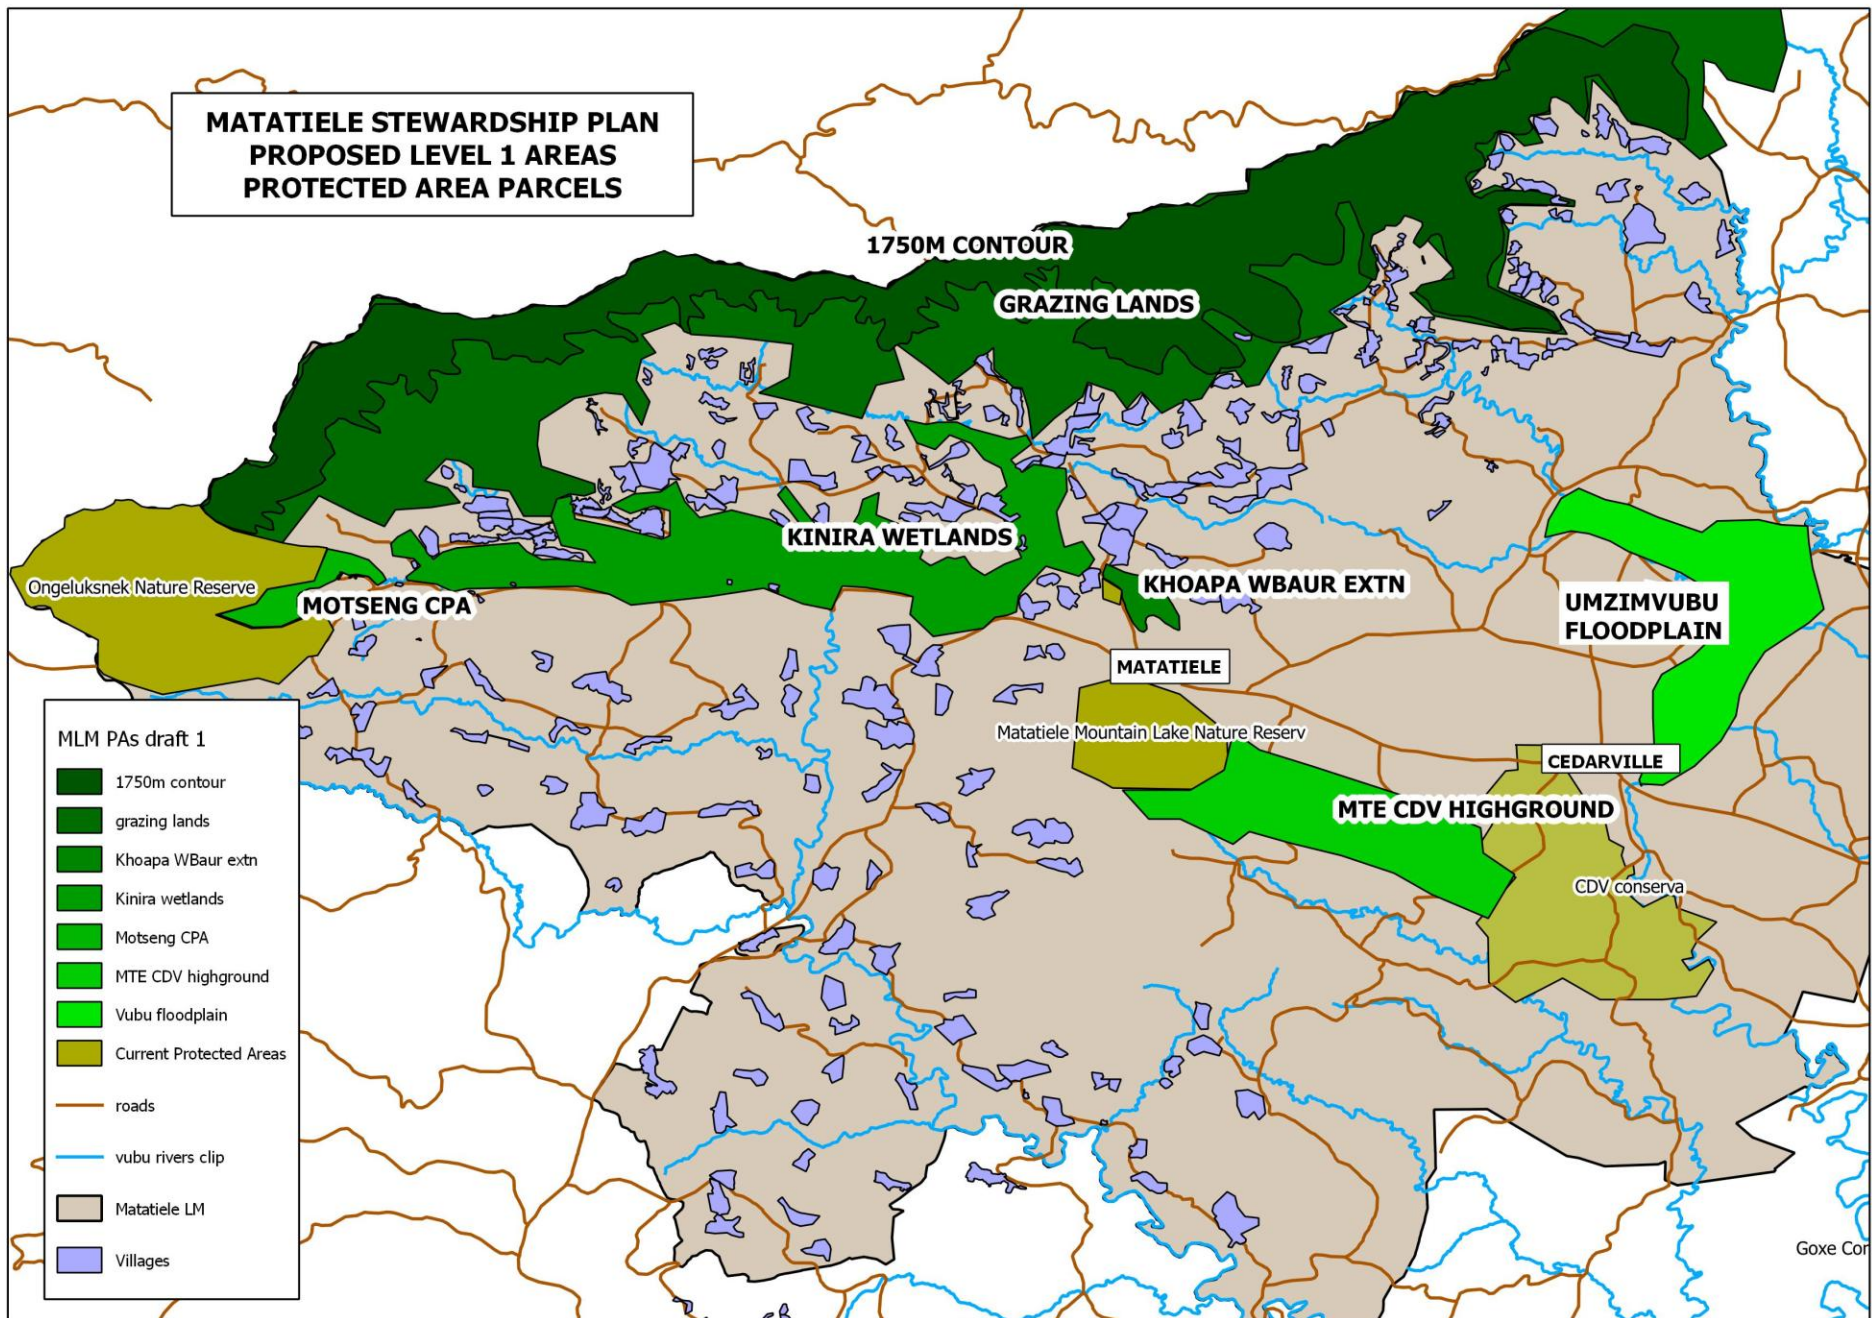 MATATIELE STEWARDSHIP PLAN
PROPOSED LEVEL 1 AREAS
PROTECTED AREA PARCELS
1750M CONTOUR
GRAZING LANDS
KINIRA WETLANDS
KHOAPA WBAUR EXTN
Ongeluksnek Nature Reserve
MOTSENG CPA
UMZIMVUBU
FLOODPLAIN
MATATIELE
Matatiele Mountain Lake Nature Reserv
CEDARVILLE
MTE CDV HIGHGROUND
CDV conserva
MLM PAs draft 1
1750m contour
grazing lands
Khoapa WBaur extn
Kinira wetlands
Motseng CPA
MTE CDV highground
Vubu floodplain
Current Protected Areas
roads
vubu rivers clip
Matatiele LM
Villages
Goxe Cor